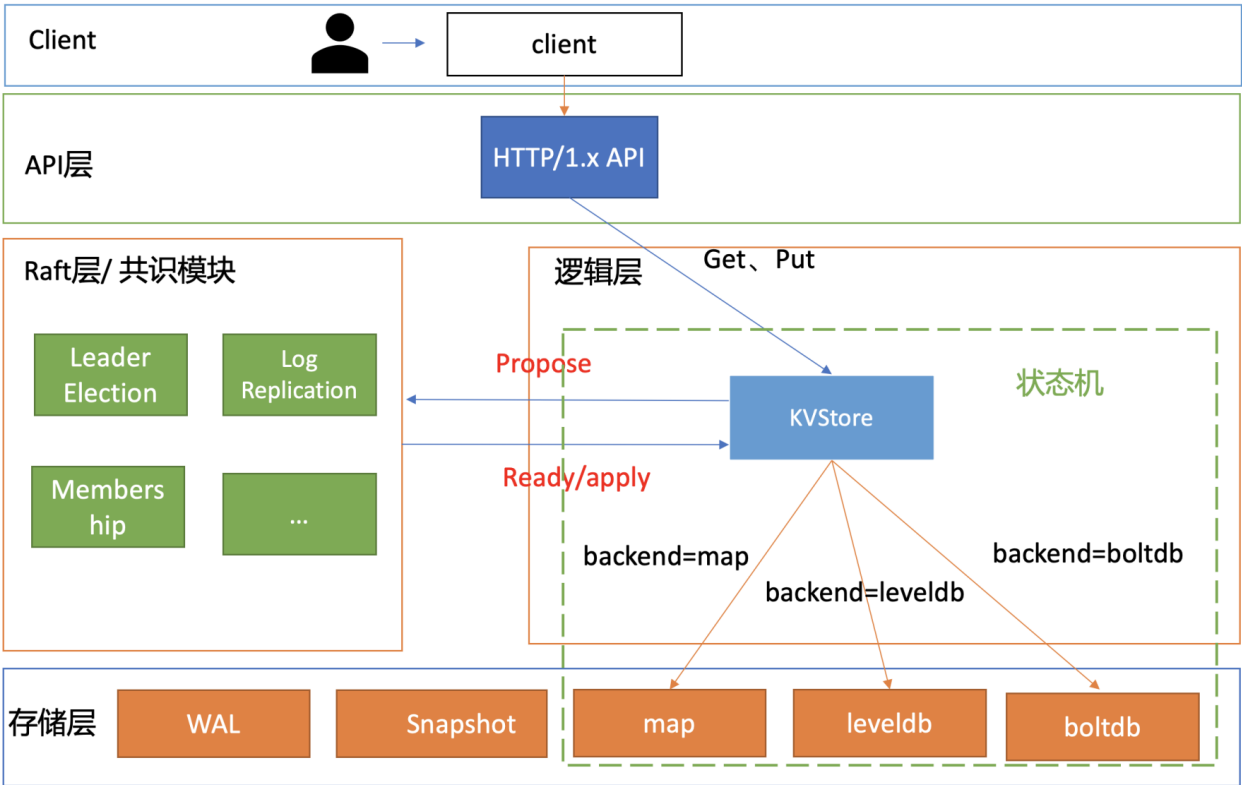 Client
client
API层
HTTP/1.x API
Raft层/ 共识模块
Leader
Election
Log
Replication
Members
hip
...
逻辑层
Get、Put
Propose
Ready/apply
状态机
KVStore
backend=map
backend=leveldb
backend=boltdb
存储层
WAL
Snapshot
map
leveldb
boltdb